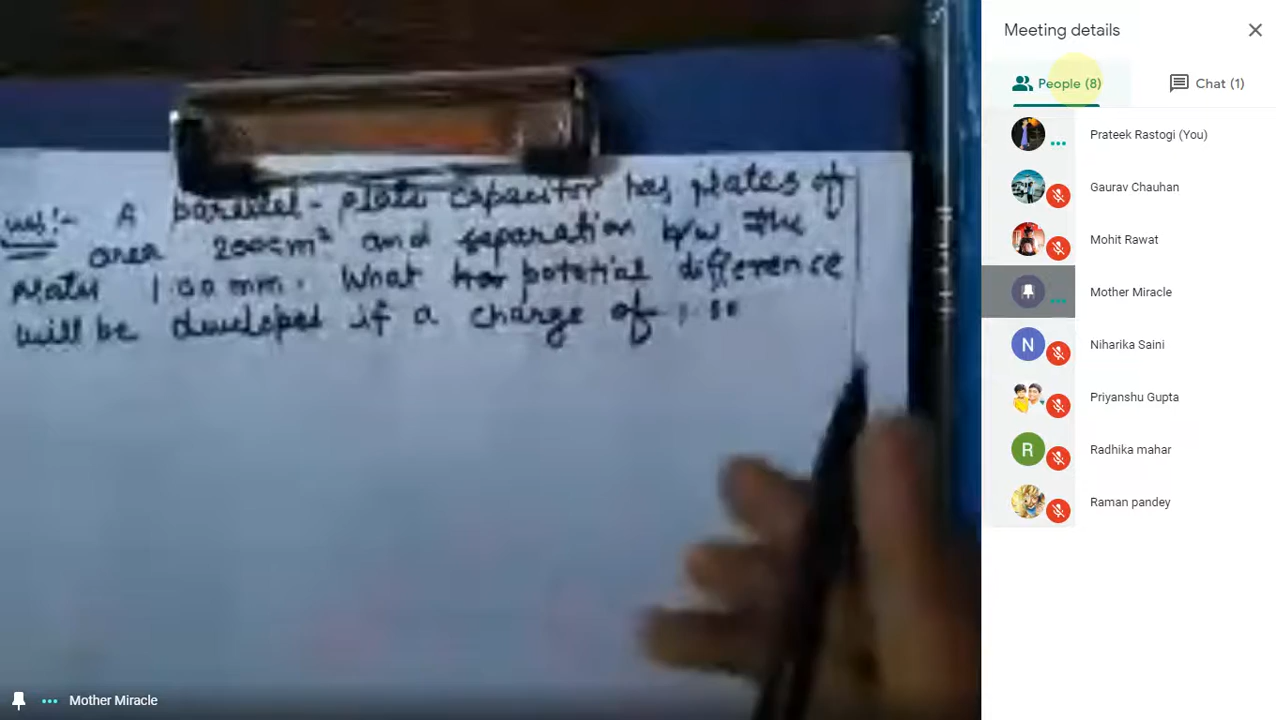 Ques:- A parallel-plate capacitor has plates of
area 200cm² and separation b/w the
plates 1.00 mm. What potential difference
will be developed if a charge of 1.00
Mother Miracle
Meeting details
People (8)
Chat (1)
Prateek Rastogi (You)
Gaurav Chauhan
Mohit Rawat
Mother Miracle
N
Niharika Saini
Priyanshu Gupta
R
Radhika mahar
Raman pandey